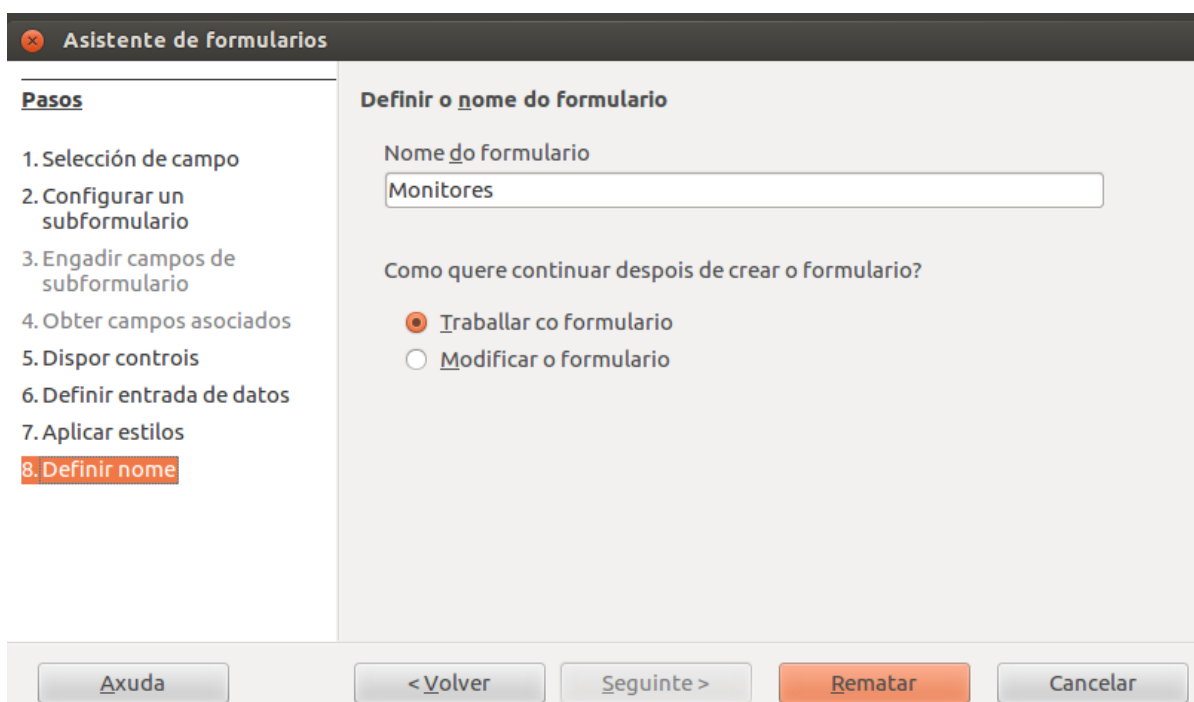 Asistente de formularios
Pasos
1. Selección de campo
2. Configurar un
subformulario
3. Engadir campos de
subformulario
4. Obter campos asociados
5. Dispor controis
6. Definir entrada de datos
7. Aplicar estilos
8. Definir nome
Definir o nome do formulario
Nome do formulario
Monitores
Como quere continuar despois de crear o formulario?
Traballar co formulario
Modificar o formulario
Axuda
< Volver
Seguinte >
Rematar
Cancelar